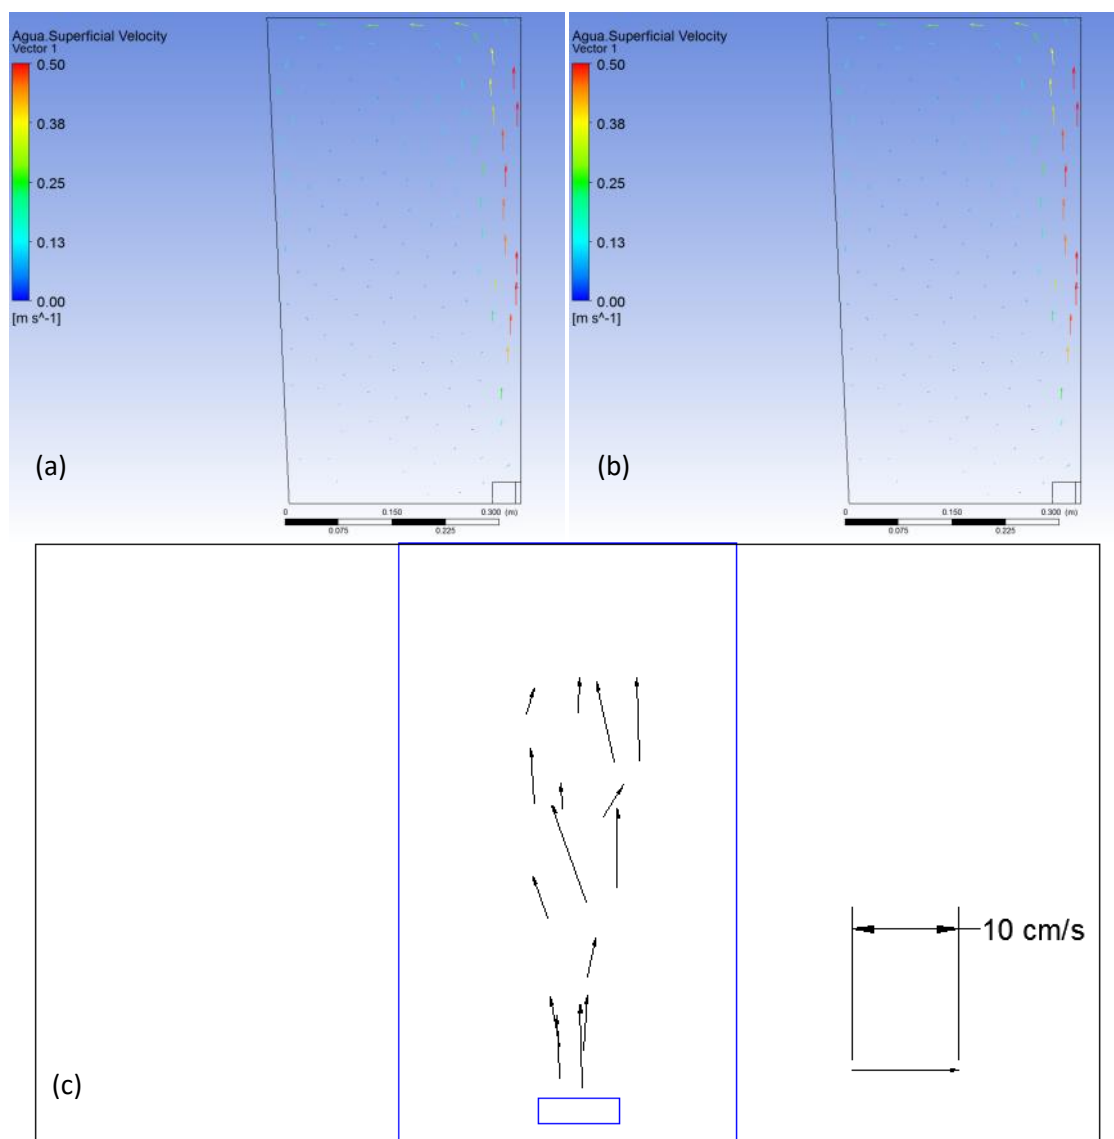 Agua.Superficial Velocity
Vector 1
0.50
0.38
0.25
0.13
0.00
[m s^-1]
(a)
0 0.150 0.300 (m)
0.075 0.225
Agua.Superficial Velocity
Vector 1
0.50
0.38
0.25
0.13
0.00
[m s^-1]
(b)
0 0.150 0.300 (m)
0.075 0.225
10 cm/s
(c)